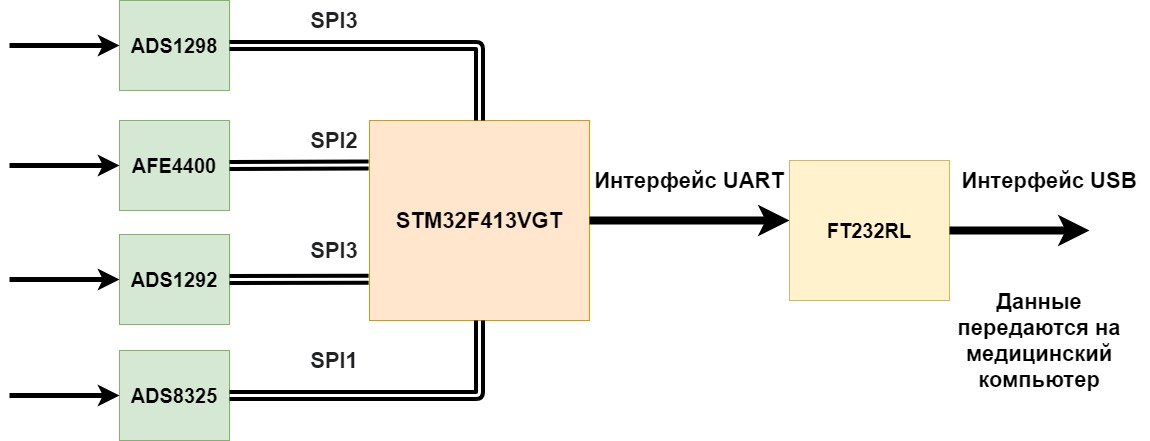 SPI3
ADS1298
SPI2
AFE4400
STM32F413VGT
Интерфейс UART
FT232RL
Интерфейс USB
SPI3
ADS1292
Данные
передаются на
медицинский
компьютер
SPI1
ADS8325